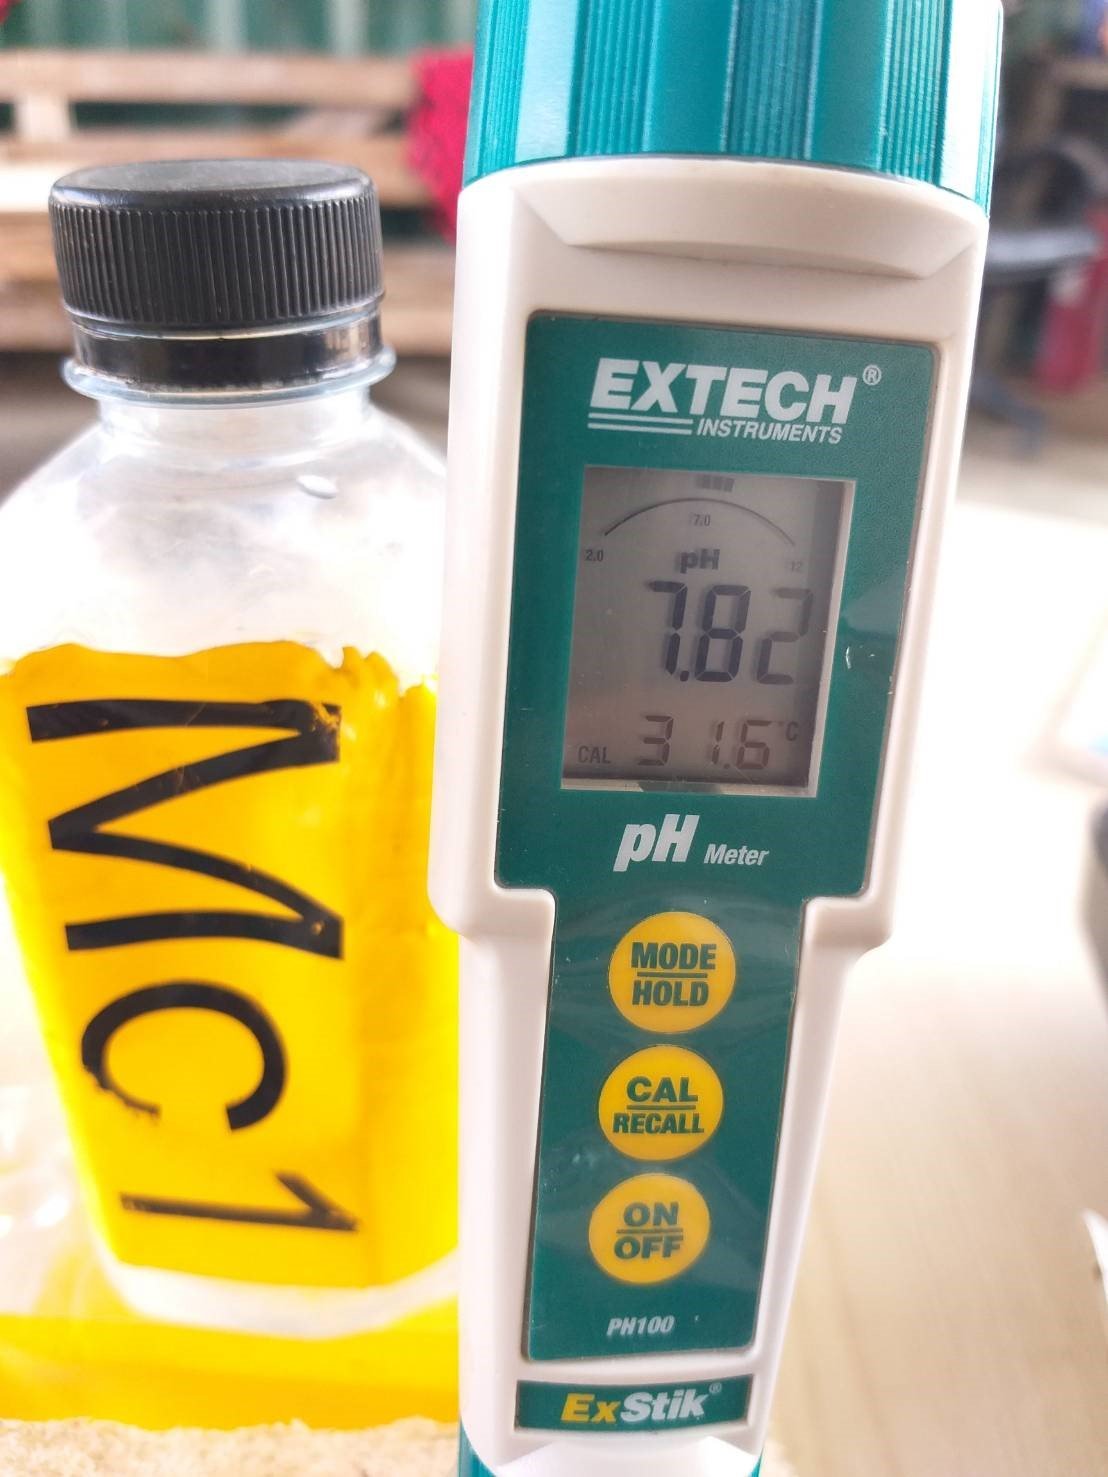 Mc1
EXTECH®
INSTRUMENTS
7.0
2.0
12
pH
7.82
CAL 31.6 °C
pH Meter
MODE
HOLD
CAL
RECALL
ON
OFF
PH100
ExStik®